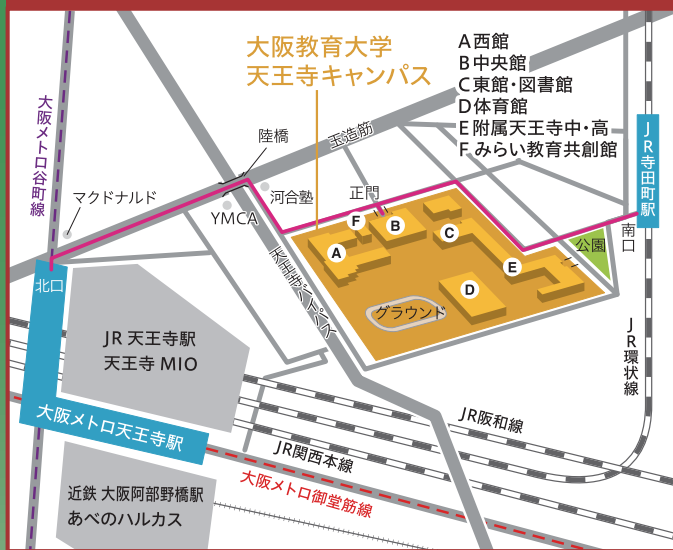 大阪教育大学
天王寺キャンパス
A西館
B中央館
C東館・図書館
D体育館
E附属天王寺中・高
Fみらい教育共創館
大阪メトロ谷町線
陸橋
玉造筋
JR寺田町駅
マクドナルド
河合塾
正門
YMCA
F
B
A
C
E
D
南口
公園
天王寺バイパス
グラウンド
北口
JR 天王寺駅
天王寺 MIO
JR環状線
大阪メトロ天王寺駅
JR阪和線
JR関西本線
大阪メトロ御堂筋線
近鉄 大阪阿部野橋駅
あべのハルカス